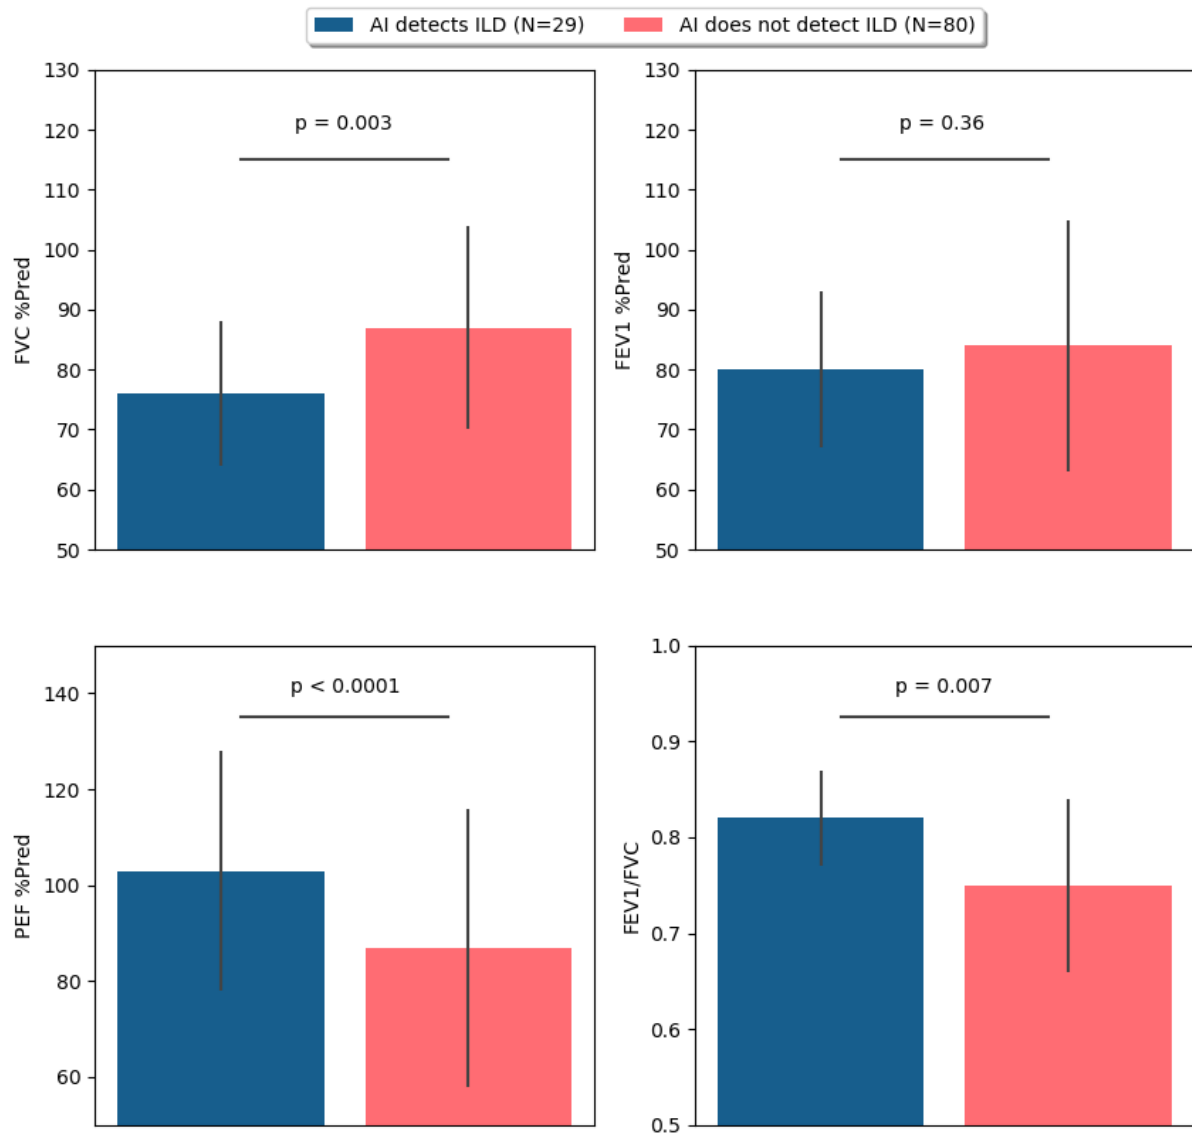 AI detects ILD (N=29)
AI does not detect ILD (N=80)
130
120
110
100
90
80
70
60
50
FVC %Pred
p = 0.003
130
120
110
100
90
80
70
60
50
FEV1 %Pred
p = 0.36
140
120
100
80
60
PEF %Pred
p < 0.0001
1.0
0.9
0.8
0.7
0.6
0.5
FEV1/FVC
p = 0.007